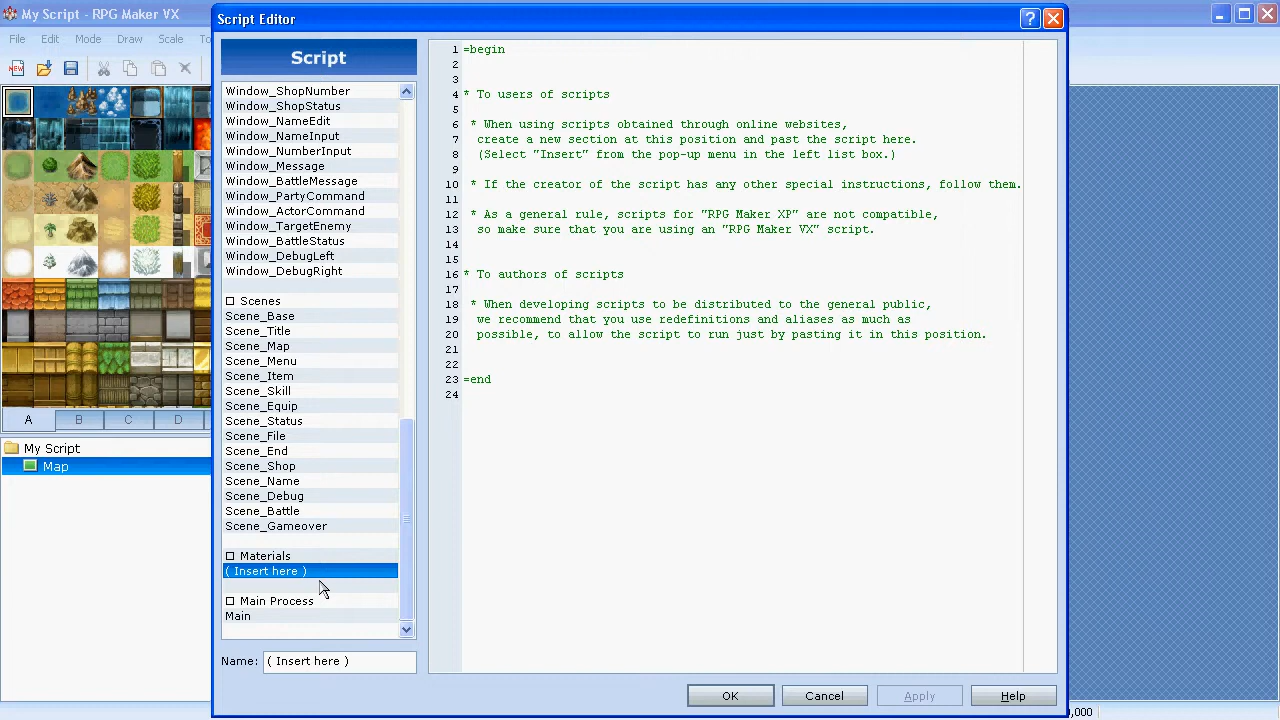 My Script - RPG Maker VX
File Edit Mode Draw Scale To
NEW
A B C D
My Script
Map
Script Editor
Script
Window_ShopNumber
Window_ShopStatus
Window_NameEdit
Window_NameInput
Window_NumberInput
Window_Message
Window_BattleMessage
Window_PartyCommand
Window_ActorCommand
Window_TargetEnemy
Window_BattleStatus
Window_DebugLeft
Window_DebugRight
Scenes
Scene_Base
Scene_Title
Scene_Map
Scene_Menu
Scene_Item
Scene_Skill
Scene_Equip
Scene_Status
Scene_File
Scene_End
Scene_Shop
Scene_Name
Scene_Debug
Scene_Battle
Scene_Gameover
Materials
( Insert here )
Main Process
Main
Name: ( Insert here )
1 =begin
2
3
4 * To users of scripts
5
6 * When using scripts obtained through online websites,
7 create a new section at this position and past the script here.
8 (Select "Insert" from the pop-up menu in the left list box.)
9
10 * If the creator of the script has any other special instructions, follow them.
11
12 * As a general rule, scripts for "RPG Maker XP" are not compatible,
13 so make sure that you are using an "RPG Maker VX" script.
14
15
16 * To authors of scripts
17
18 * When developing scripts to be distributed to the general public,
19 we recommend that you use redefinitions and aliases as much as
20 possible, to allow the script to run just by pasting it in this position.
21
22
23 =end
24
OK Cancel Apply Help
,000